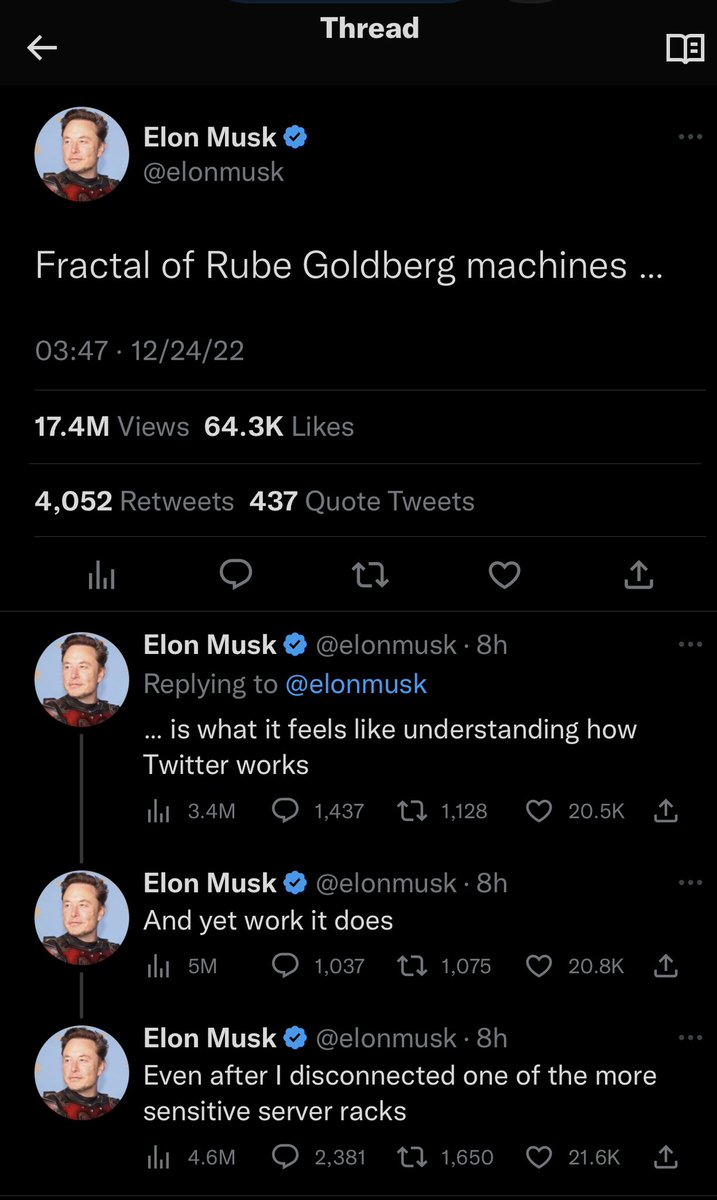 Thread
Elon Musk
@elonmusk
Fractal of Rube Goldberg machines ...
03:47 · 12/24/22
17.4M Views 64.3K Likes
4,052 Retweets 437 Quote Tweets
Elon Musk @elonmusk · 8h
Replying to @elonmusk
... is what it feels like understanding how
Twitter works
3.4M 1,437 1,128 20.5K
Elon Musk @elonmusk · 8h
And yet work it does
5M 1,037 1,075 20.8K
Elon Musk @elonmusk · 8h
Even after I disconnected one of the more
sensitive server racks
4.6M 2,381 1,650 21.6K